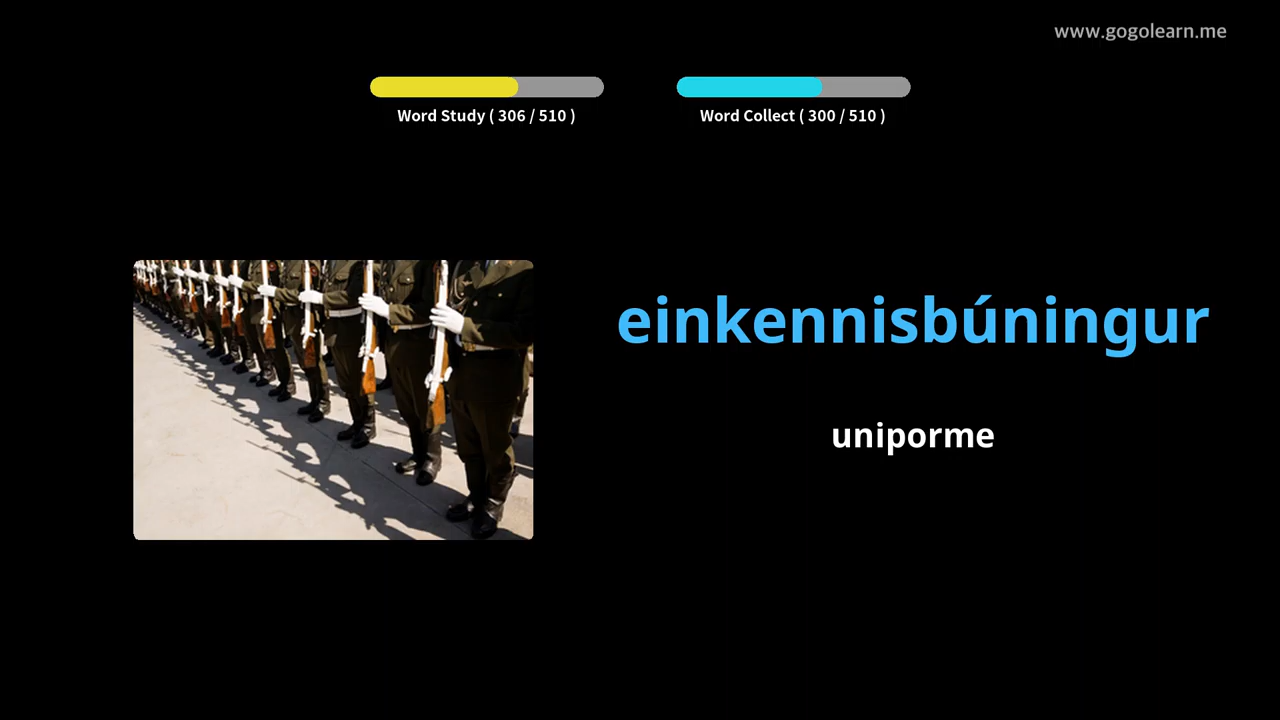 www.gogolearn.me
Word Study ( 306 / 510 )
Word Collect ( 300 / 510 )
einkennisbúningur
uniporme